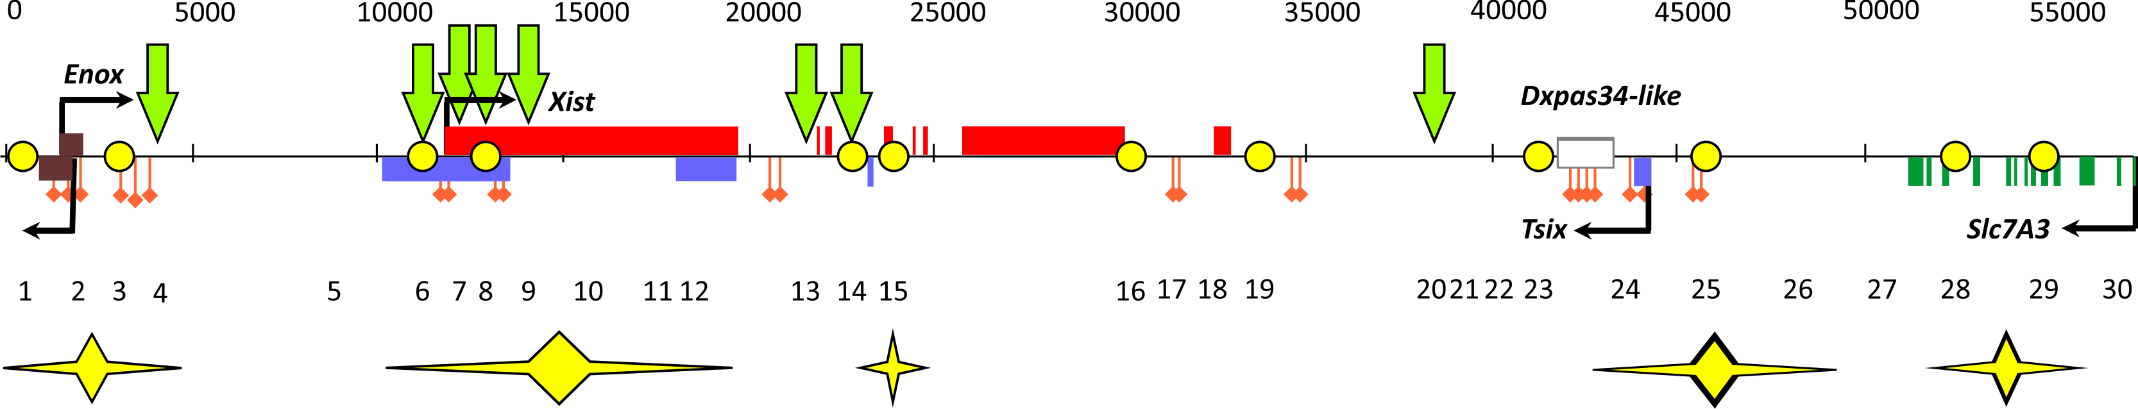 0 5000 10000 15000 20000 25000 30000 35000 40000 45000 50000 55000
Enox
Xist
Dxpas34-like
Tsix
Slc7A3
1 2 3 4 5 6 7 8 9 10 11 12 13 14 15 16 17 18 19 20 21 22 23 24 25 26 27 28 29 30